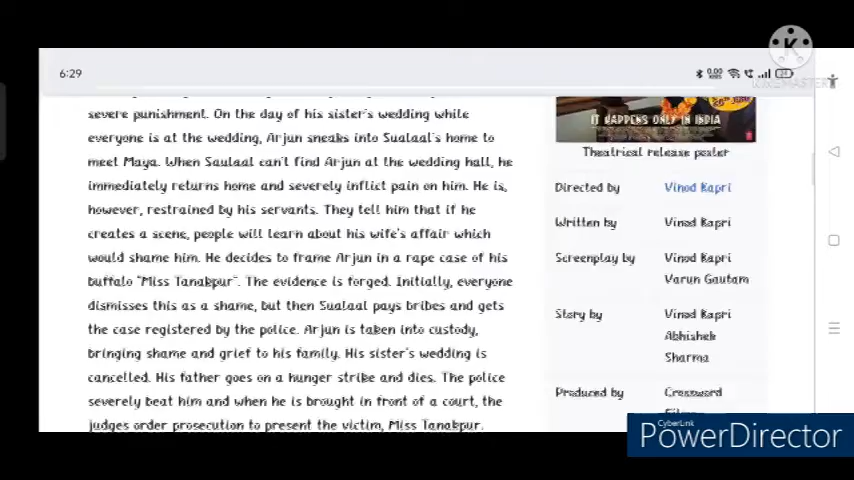 6:29
KINEMASTER
severe punishment. On the day of his sister's wedding while
everyone is at the wedding, Arjun sneaks into Sualaal's home to
meet Maya. When Saulaal can't find Arjun at the wedding hall, he
immediately returns home and severely inflict pain on him. He is,
however, restrained by his servants. They tell him that if he
creates a scene, people will learn about his wife's affair which
would shame him. He decides to frame Arjun in a rape case of his
buffalo "Miss Tanakpur". The evidence is forged. Initially, everyone
dismisses this as a shame, but then Sualaal pays bribes and gets
the case registered by the police. Arjun is taken into custody,
bringing shame and grief to his family. His sister's wedding is
cancelled. His father goes on a hunger strike and dies. The police
severely beat him and when he is brought in front of a court, the
judges order prosecution to present the victim, Miss Tanakpur.
IT HAPPENS ONLY IN INDIA
Theatrical release poster
Directed by Vinod Kapri
Written by Vinod Kapri
Screenplay by Vinod Kapri
Varun Gautam
Story by Vinod Kapri
Abhishek
Sharma
Produced by Crossword
CyberLink
PowerDirector